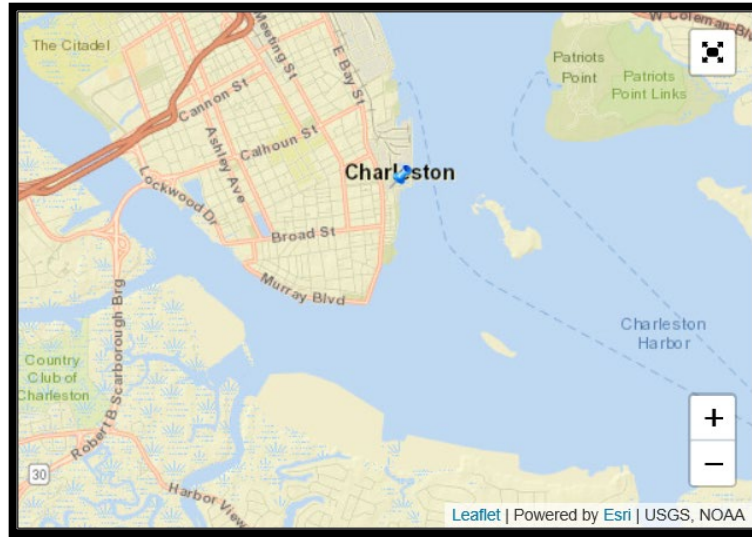 The Citadel
Meeting St
E Bay St
W Coleman Blv
Patriots
Point
Patriots
Point Links
Cannon St
Ashley Ave
Calhoun St
Charleston
Lockwood Dr
Broad St
Murray Blvd
Charleston
Harbor
Country
Club of
Charleston
Robert B Scarborough Brg
30
Harbor View
+
−
Leaflet | Powered by Esri | USGS, NOAA